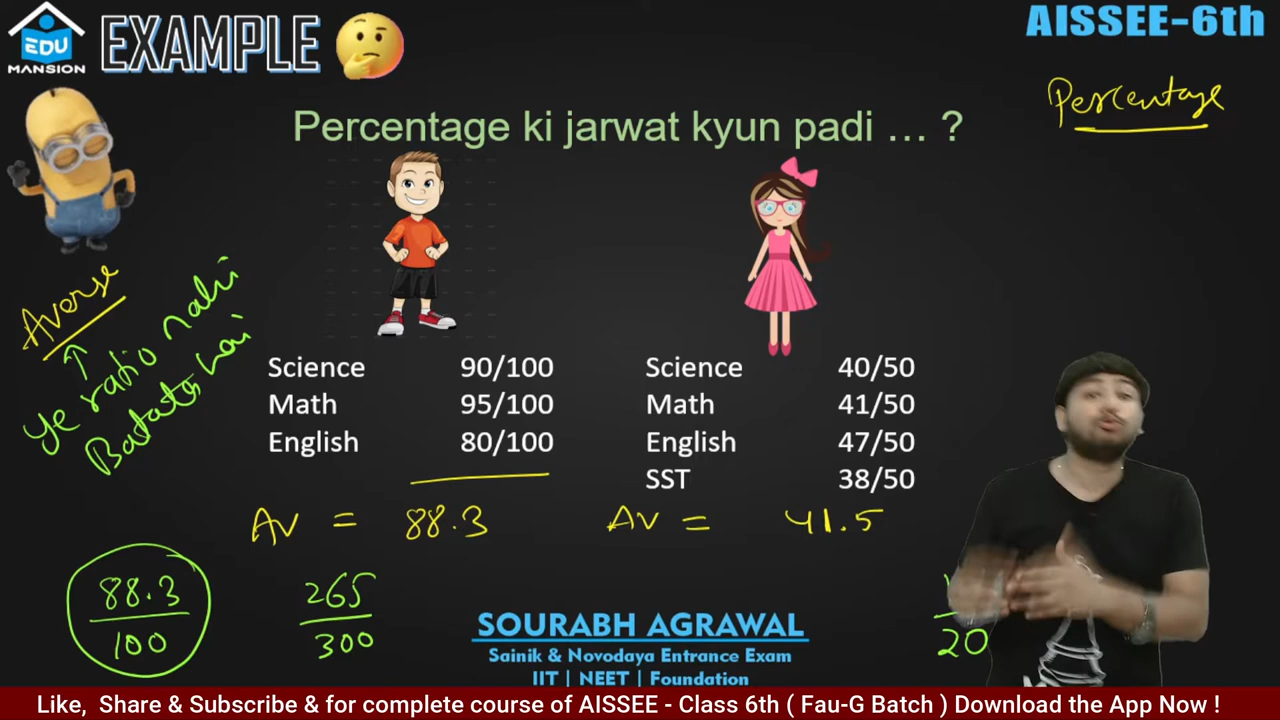 EDU
MANSION
EXAMPLE
AISSEE-6th
Percentage
Percentage ki jarwat kyun padi ... ?
Averge
ye ratio nahi
Batata hai
Science 90/100
Math 95/100
English 80/100
AV = 88.3
Science 40/50
Math 41/50
English 47/50
SST 38/50
AV = 41.5
88.3
100
265
300
20
SOURABH AGRAWAL
Sainik & Novodaya Entrance Exam
IIT | NEET | Foundation
Like, Share & Subscribe & for complete course of AISSEE - Class 6th ( Fau-G Batch ) Download the App Now !